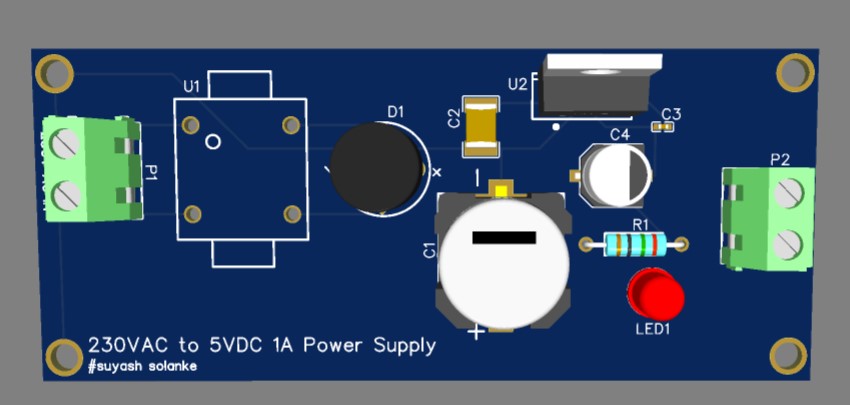 U1
D1
C2
U2
C3
C4
P1
P2
C1
R1
LED1
230VAC to 5VDC 1A Power Supply
#suyash solanke